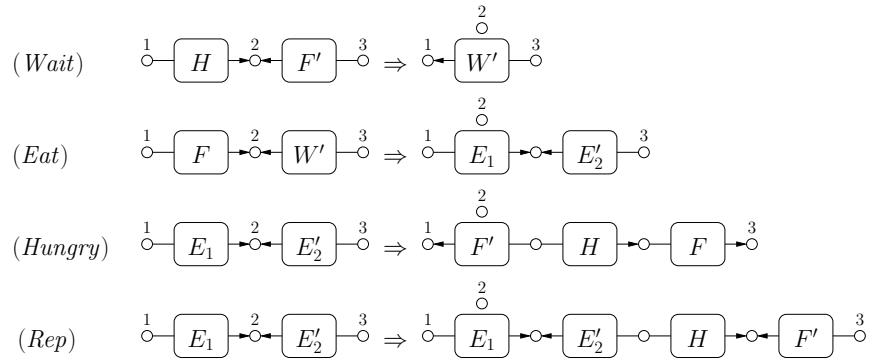 2
1 2 3 1 3
(Wait) H F′ ⇒ W′
2
1 2 3 1 3
(Eat) F W′ ⇒ E₁ E′₂
2
1 2 3 1 3
(Hungry) E₁ E′₂ ⇒ F′ H F
2
1 2 3 1 3
(Rep) E₁ E′₂ ⇒ E₁ E′₂ H F′